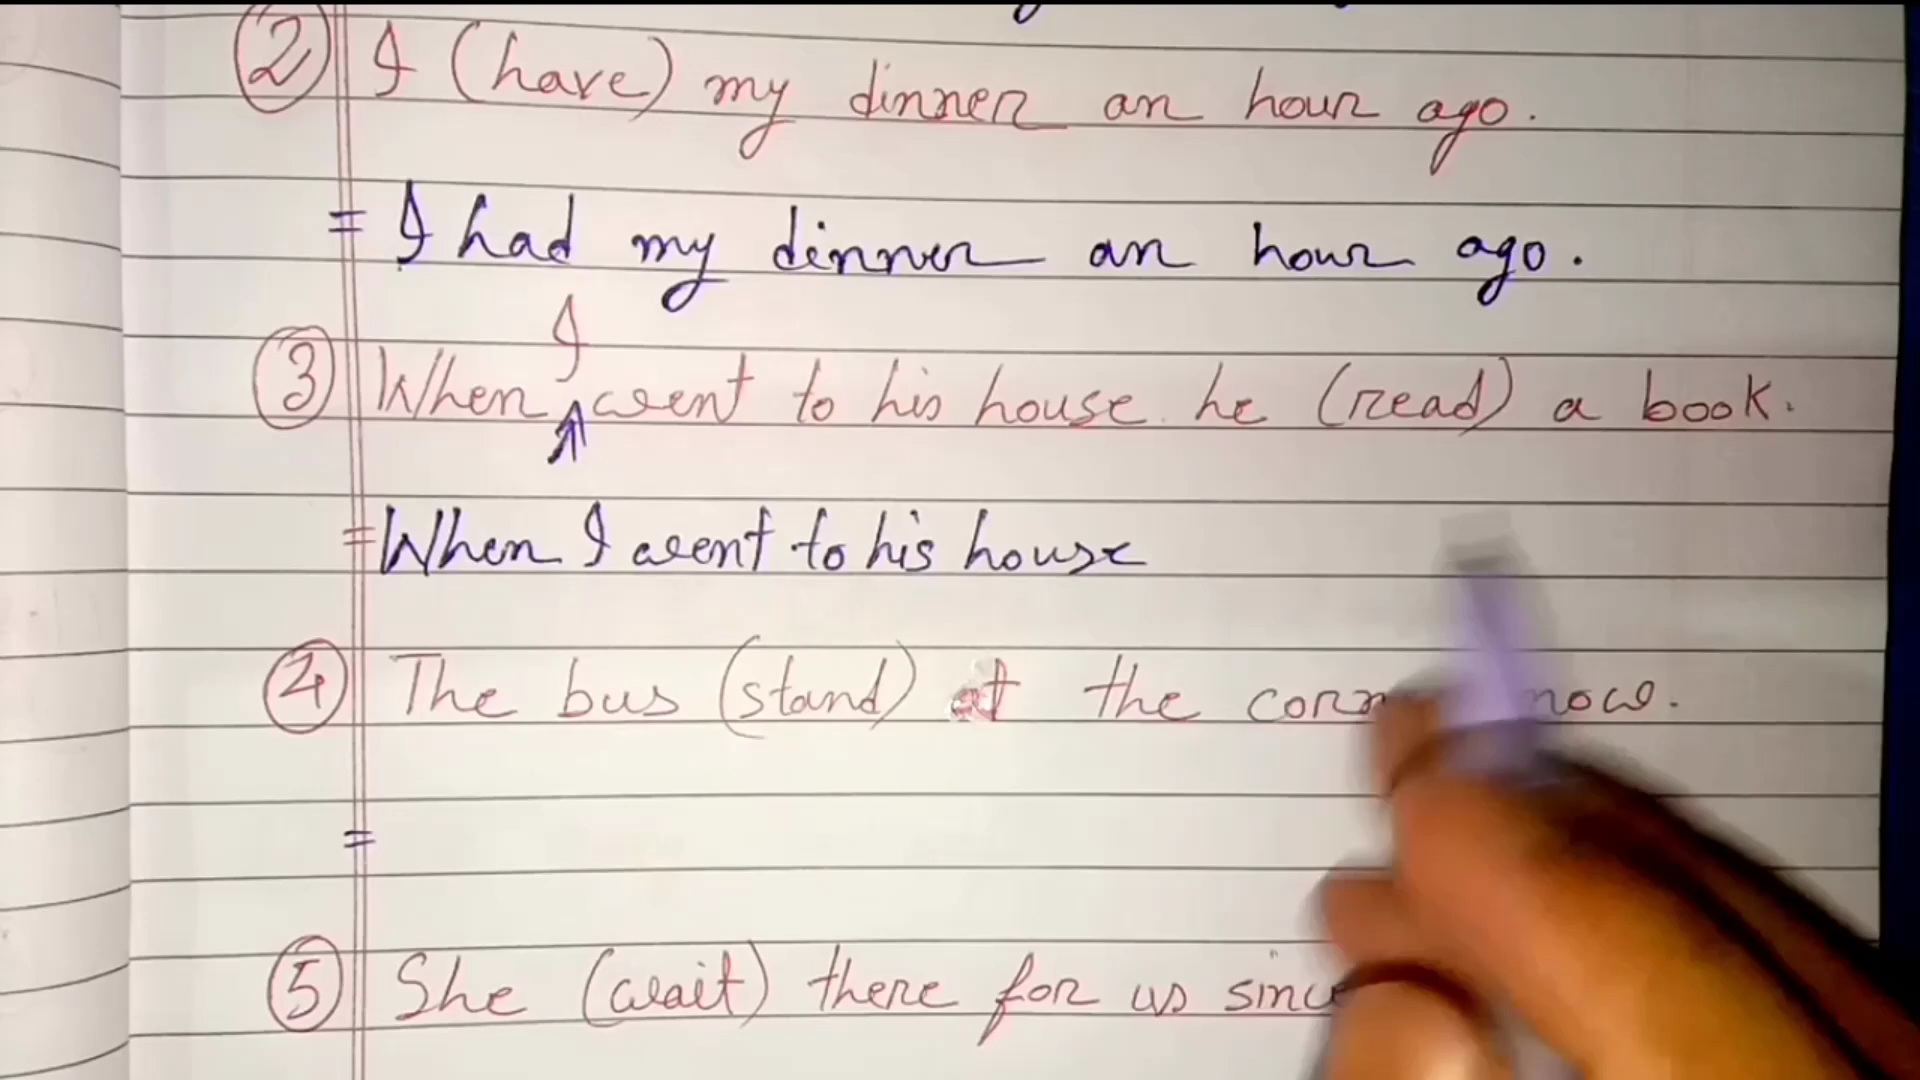 ② I (have) my dinner an hour ago.
= I had my dinner an hour ago.
I
③ When went to his house he (read) a book.
= When I went to his house
④ The bus (stand) at the now.
=
⑤ She (wait) there for us